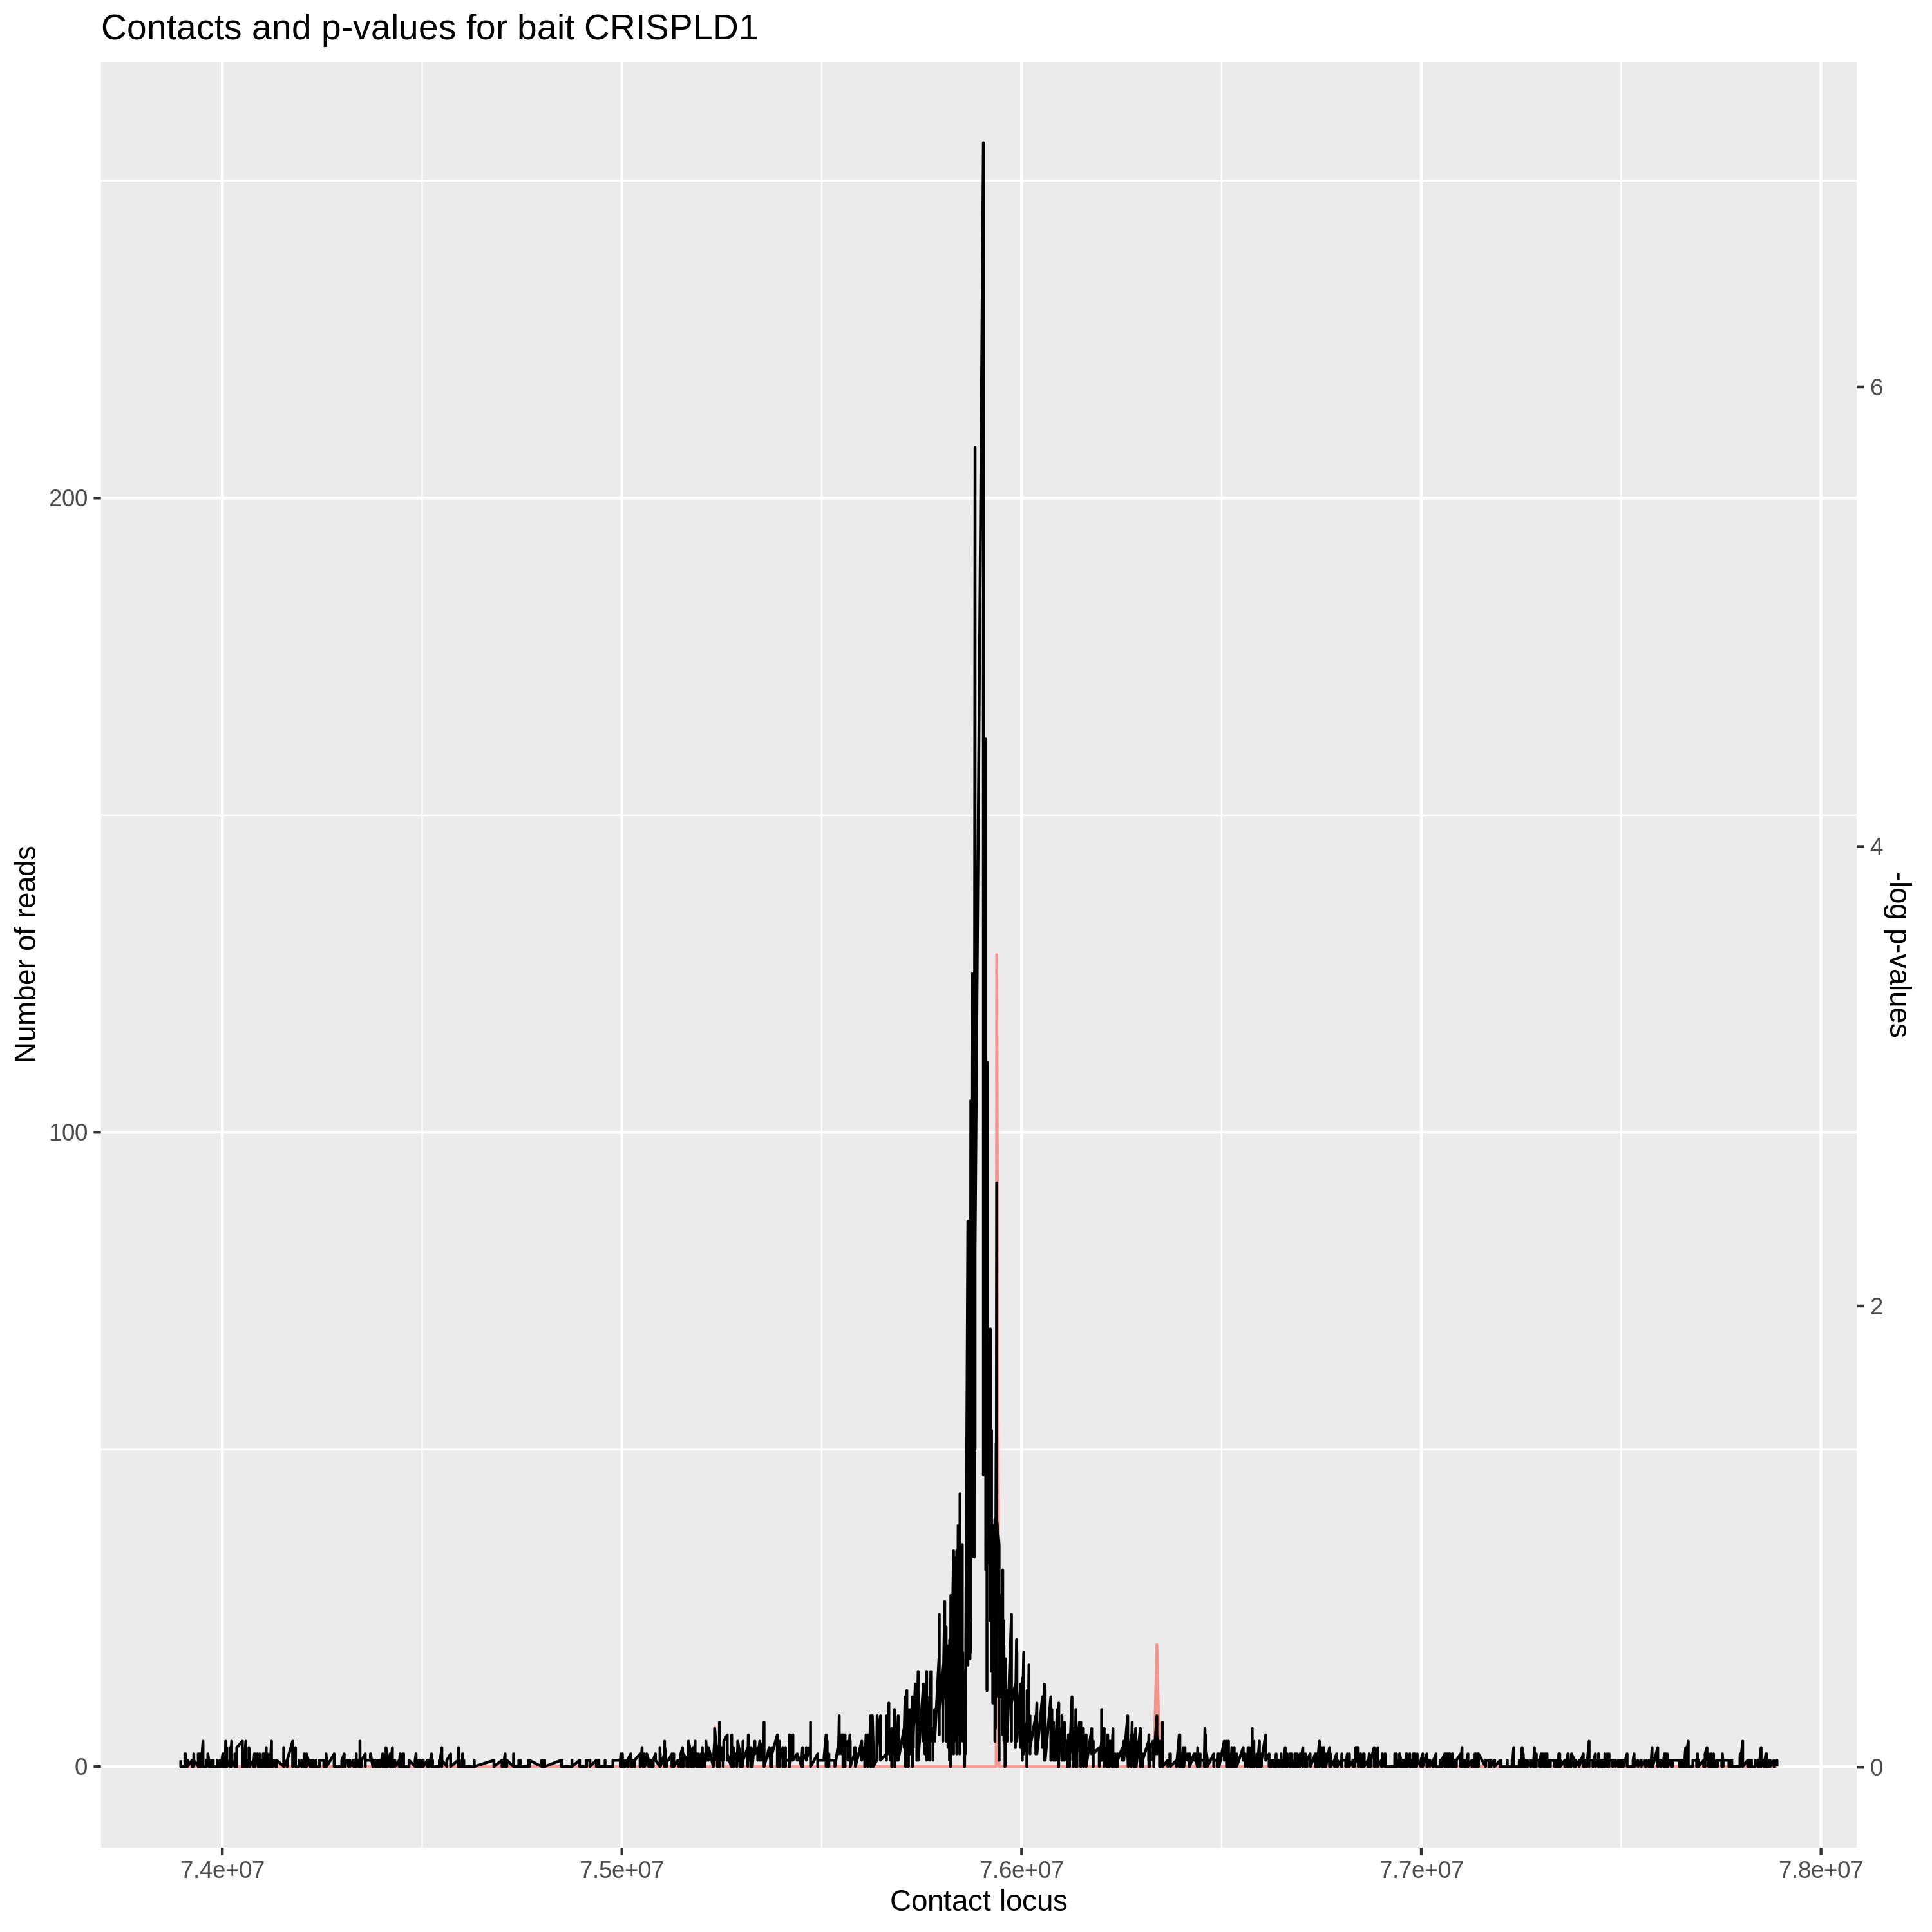 Contacts and p-values for bait CRISPLD1
Number of reads
200
100
0
6
4
2
0
-log p-values
7.4e+07
7.5e+07
7.6e+07
7.7e+07
7.8e+07
Contact locus